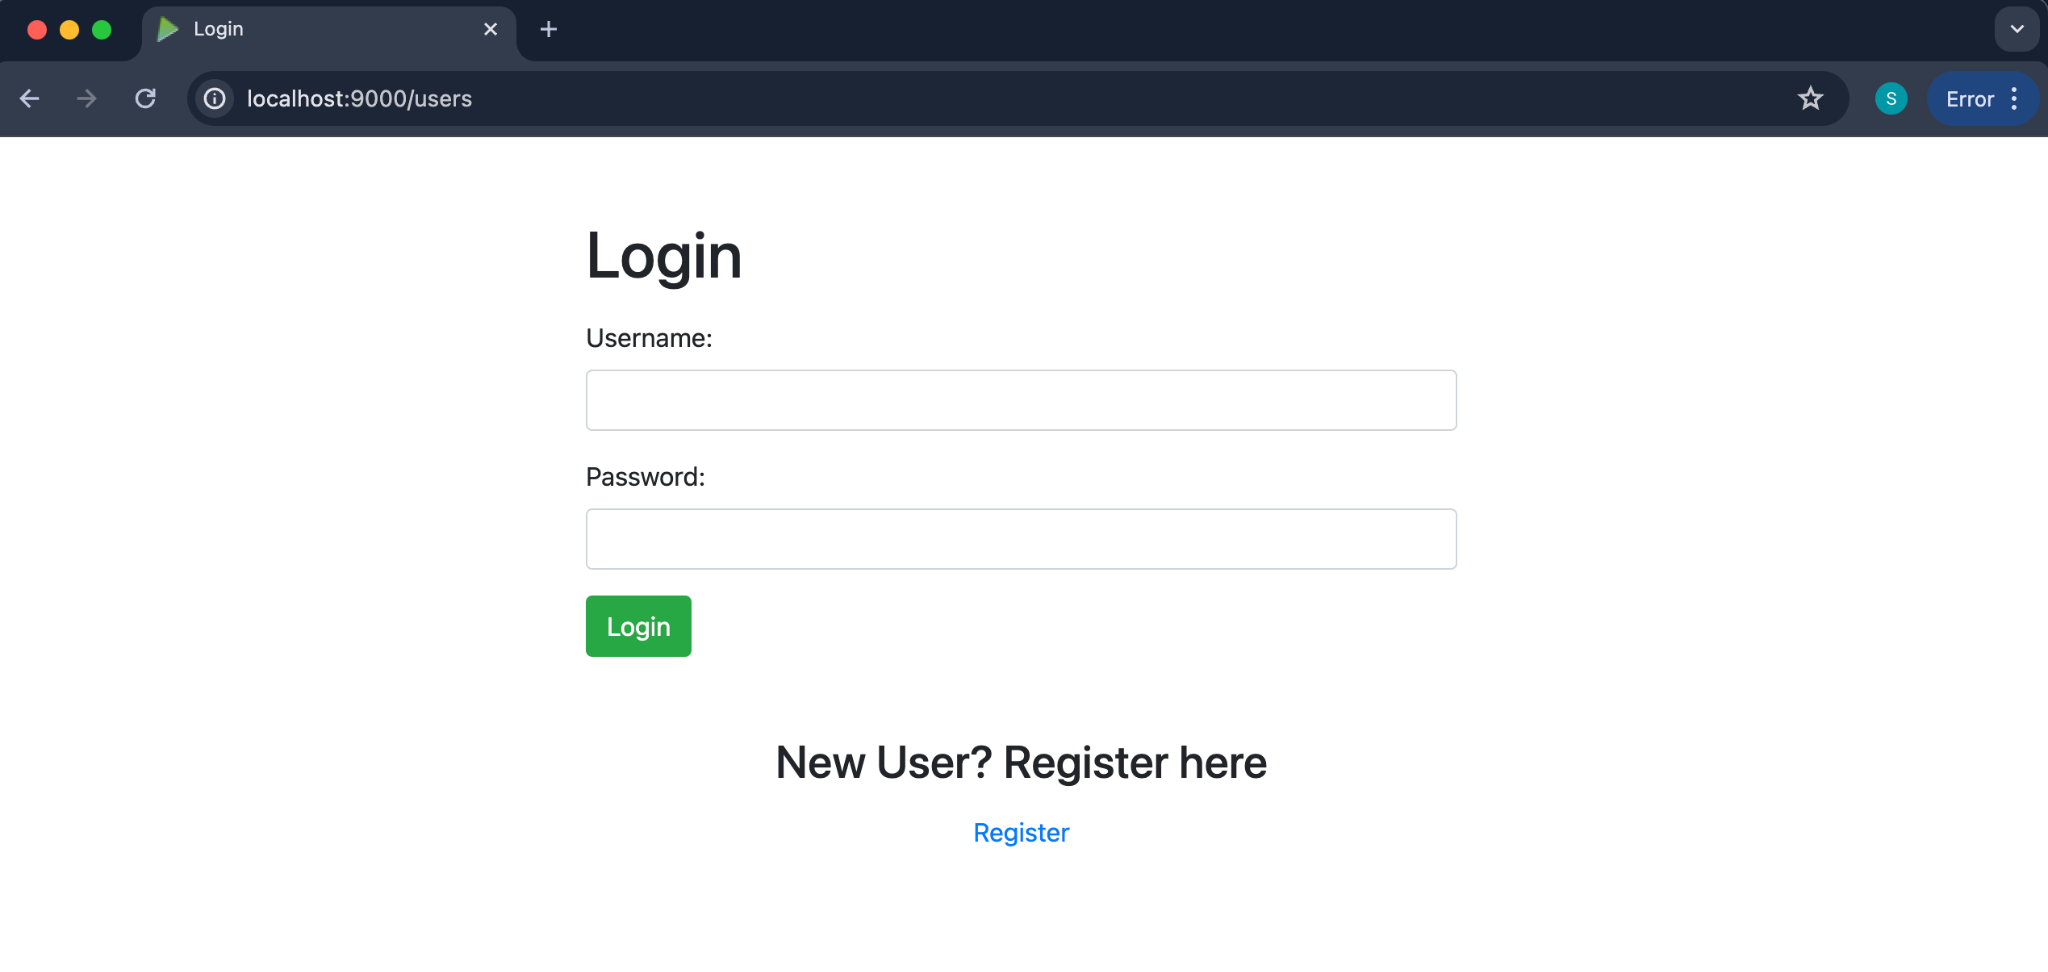 Login
localhost:9000/users
S
Error
Login
Username:
Password:
Login
New User? Register here
Register